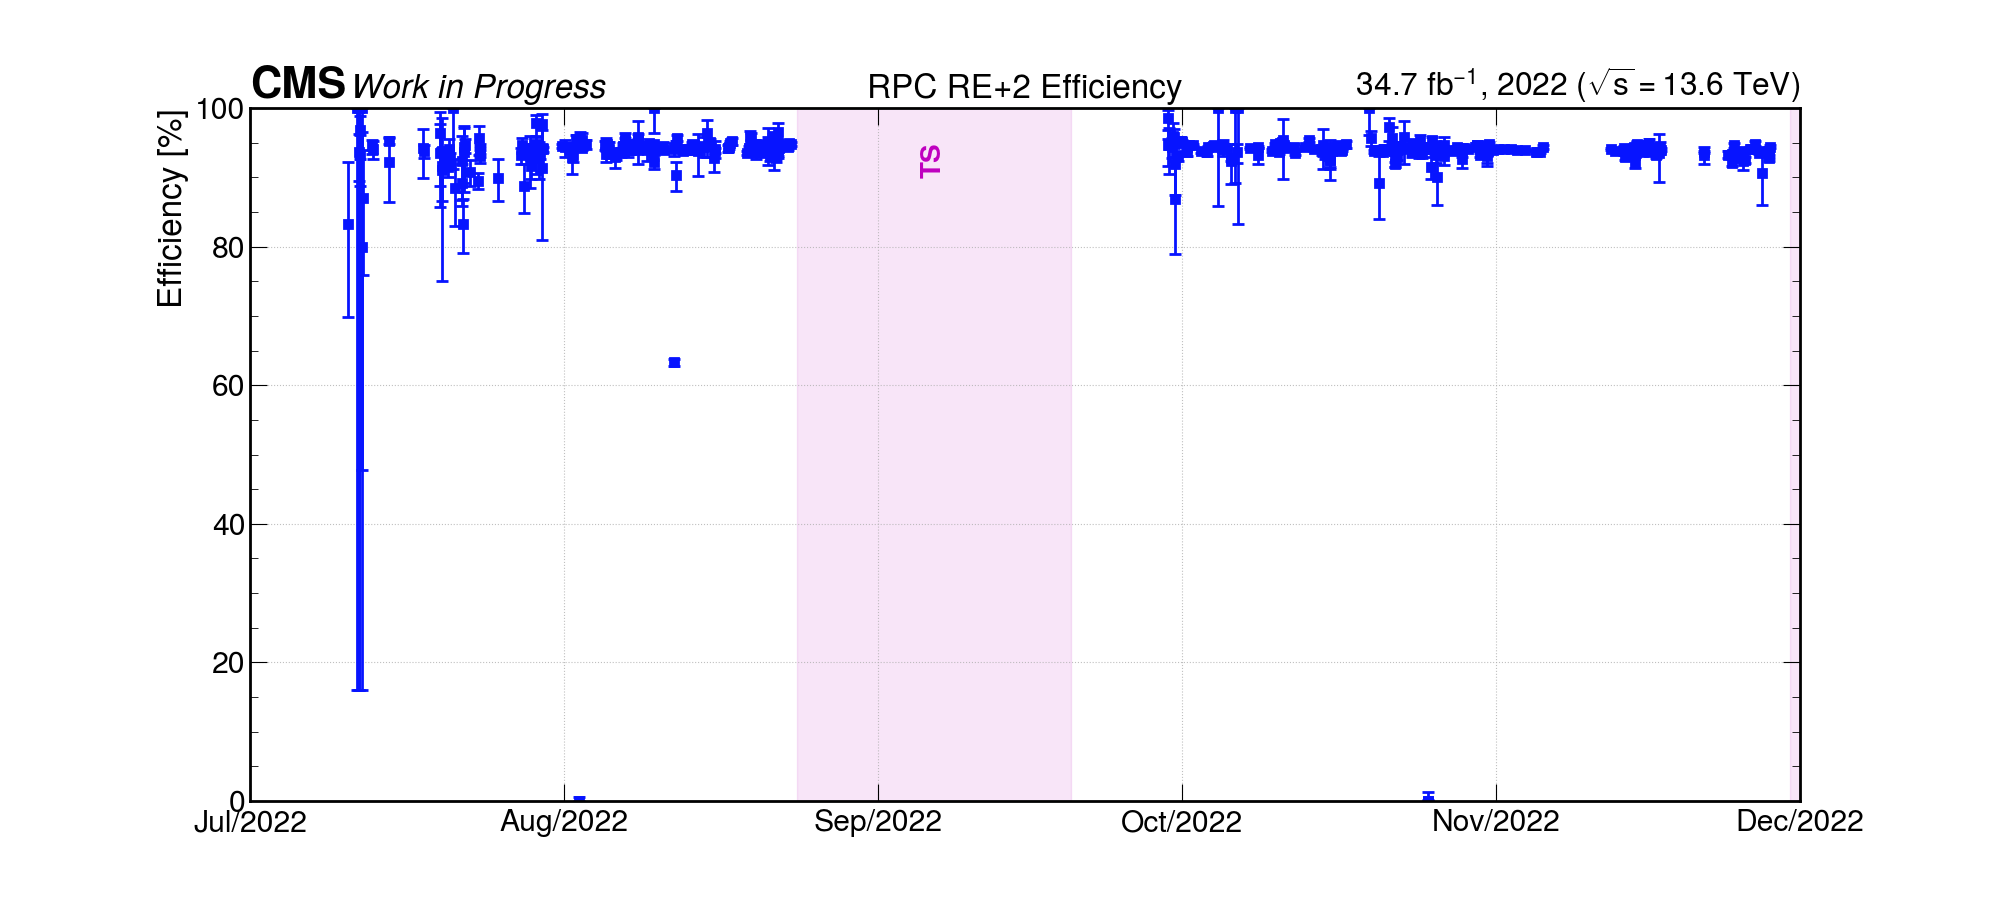 CMS Work in Progress RPC RE+2 Efficiency 34.7 fb⁻¹, 2022 (√s = 13.6 TeV)
Efficiency [%]
100
80
60
40
20
0
TS
Jul/2022 Aug/2022 Sep/2022 Oct/2022 Nov/2022 Dec/2022